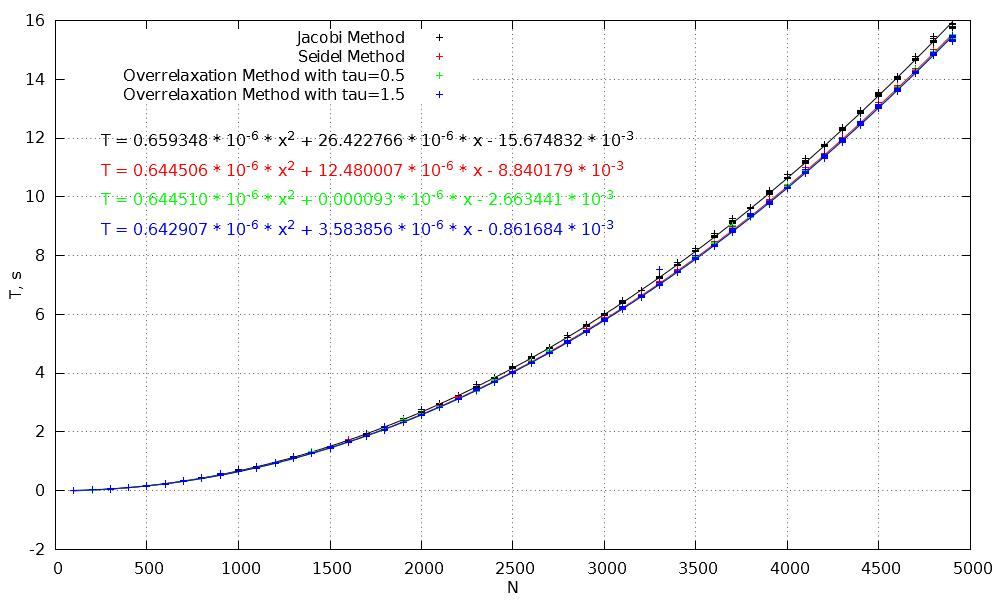 16
14
12
10
8
6
4
2
0
-2
T, s
Jacobi Method
Seidel Method
Overrelaxation Method with tau=0.5
Overrelaxation Method with tau=1.5
T = 0.659348 * 10^-6 * x^2 + 26.422766 * 10^-6 * x - 15.674832 * 10^-3
T = 0.644506 * 10^-6 * x^2 + 12.480007 * 10^-6 * x - 8.840179 * 10^-3
T = 0.644510 * 10^-6 * x^2 + 0.000093 * 10^-6 * x - 2.663441 * 10^-3
T = 0.642907 * 10^-6 * x^2 + 3.583856 * 10^-6 * x - 0.861684 * 10^-3
0 500 1000 1500 2000 2500 3000 3500 4000 4500 5000
N